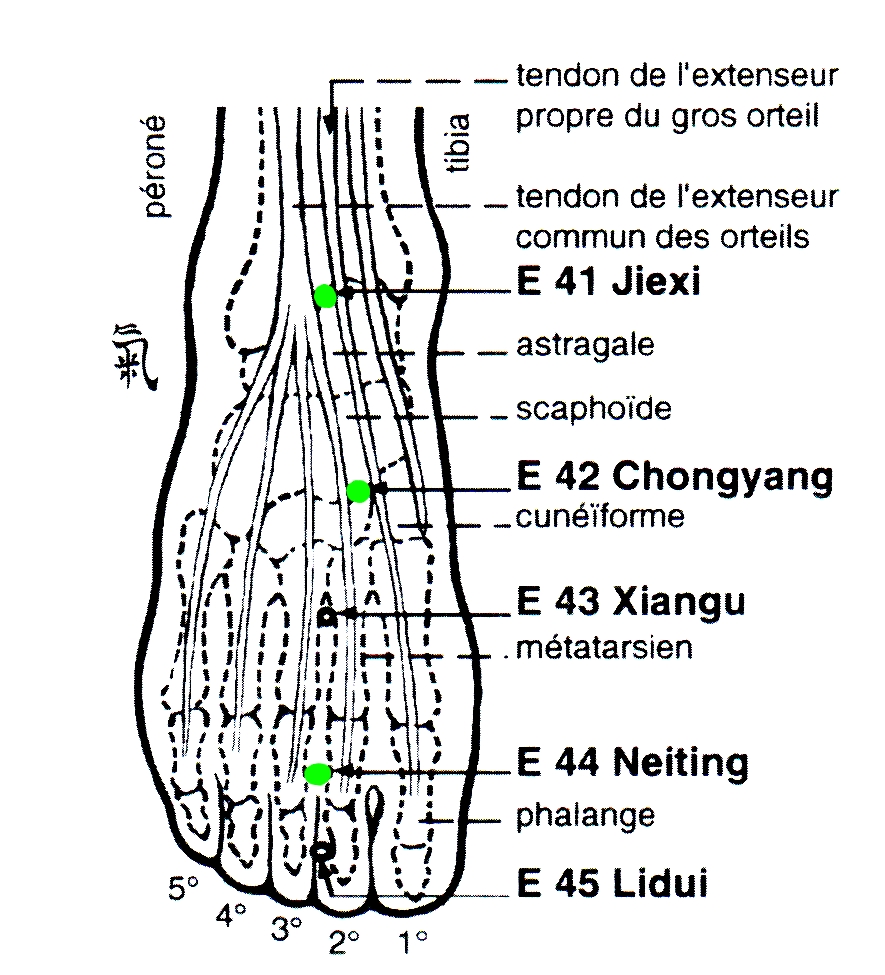 tendon de l'extenseur
propre du gros orteil
péroné
tibia
tendon de l'extenseur
commun des orteils
E 41 Jiexi
astragale
scaphoïde
E 42 Chongyang
cunéïforme
E 43 Xiangu
métatarsien
E 44 Neiting
phalange
E 45 Lidui
5°
4°
3°
2°
1°